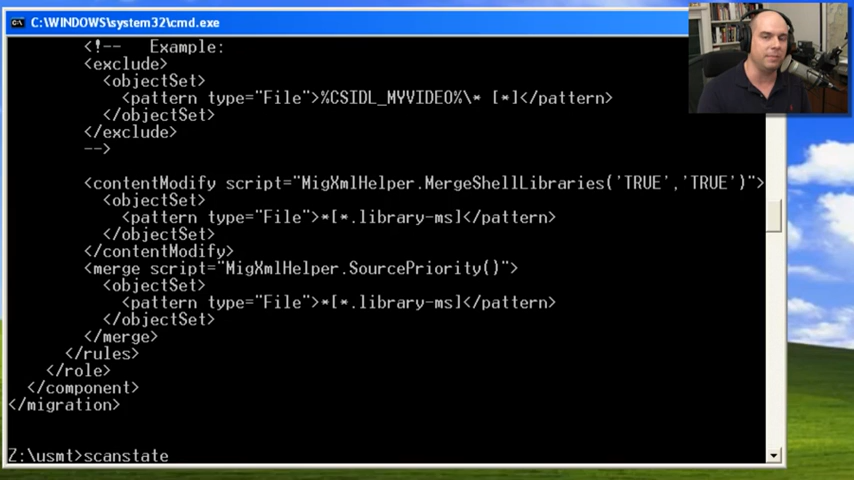 C:\WINDOWS\system32\cmd.exe
<!--   Example:
<exclude>
<objectSet>
<pattern type="File">%CSIDL_MYVIDEO%\* [*]</pattern>
</objectSet>
</exclude>
-->
<contentModify script="MigXmlHelper.MergeShellLibraries('TRUE','TRUE')">
<objectSet>
<pattern type="File">*[*.library-ms]</pattern>
</objectSet>
</contentModify>
<merge script="MigXmlHelper.SourcePriority()">
<objectSet>
<pattern type="File">*[*.library-ms]</pattern>
</objectSet>
</merge>
</rules>
</role>
</component>
</migration>
Z:\usmt>scanstate